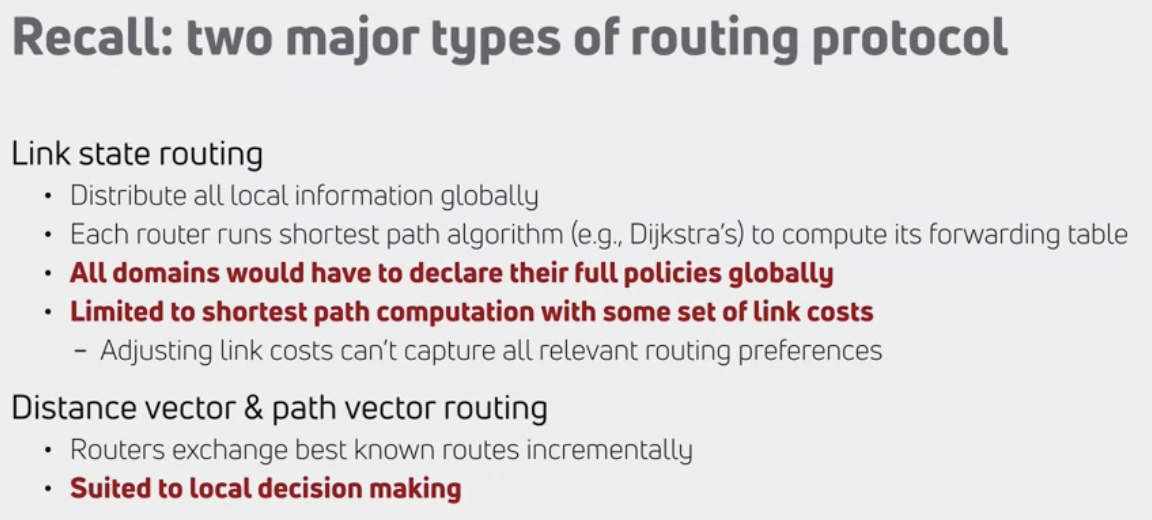 Recall: two major types of routing protocol
Link state routing
• Distribute all local information globally
• Each router runs shortest path algorithm (e.g., Dijkstra's) to compute its forwarding table
• All domains would have to declare their full policies globally
• Limited to shortest path computation with some set of link costs
– Adjusting link costs can't capture all relevant routing preferences
Distance vector & path vector routing
• Routers exchange best known routes incrementally
• Suited to local decision making